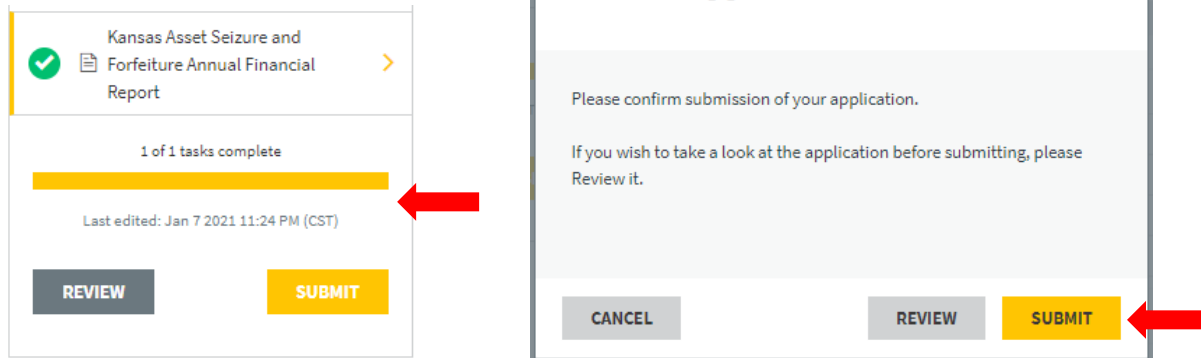 Kansas Asset Seizure and
Forfeiture Annual Financial
Report
1 of 1 tasks complete
Last edited: Jan 7 2021 11:24 PM (CST)
REVIEW
SUBMIT
Please confirm submission of your application.
If you wish to take a look at the application before submitting, please
Review it.
CANCEL
REVIEW
SUBMIT